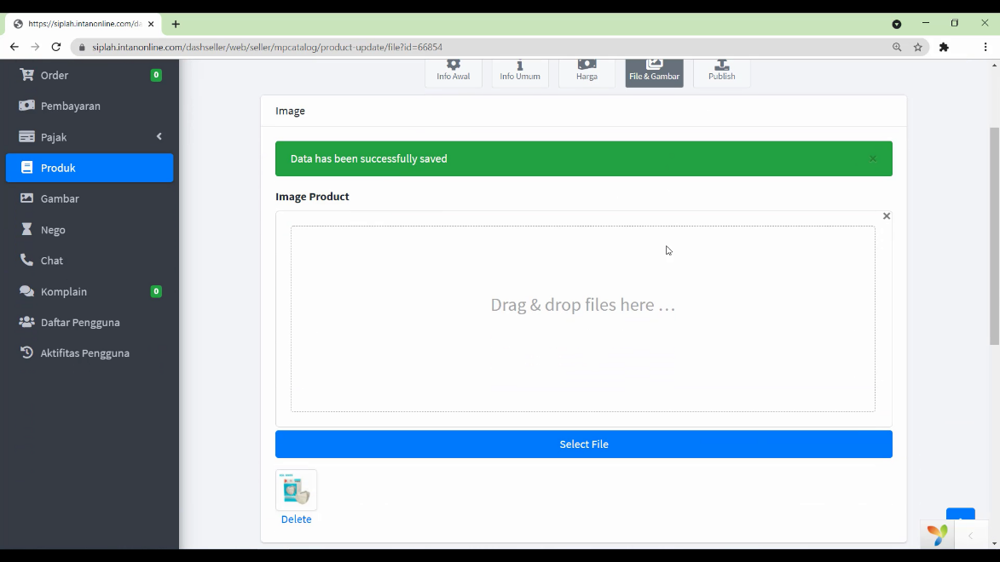 https://siplah.intanonline.com/da
siplah.intanonline.com/dashseller/web/seller/mpcatalog/product-update/file?id=66854
Order 0
Pembayaran
Pajak
Produk
Gambar
Nego
Chat
Komplain 0
Daftar Pengguna
Aktifitas Pengguna
Info Awal
Info Umum
Harga
File & Gambar
Publish
Image
Data has been successfully saved
Image Product
Drag & drop files here …
Select File
Delete